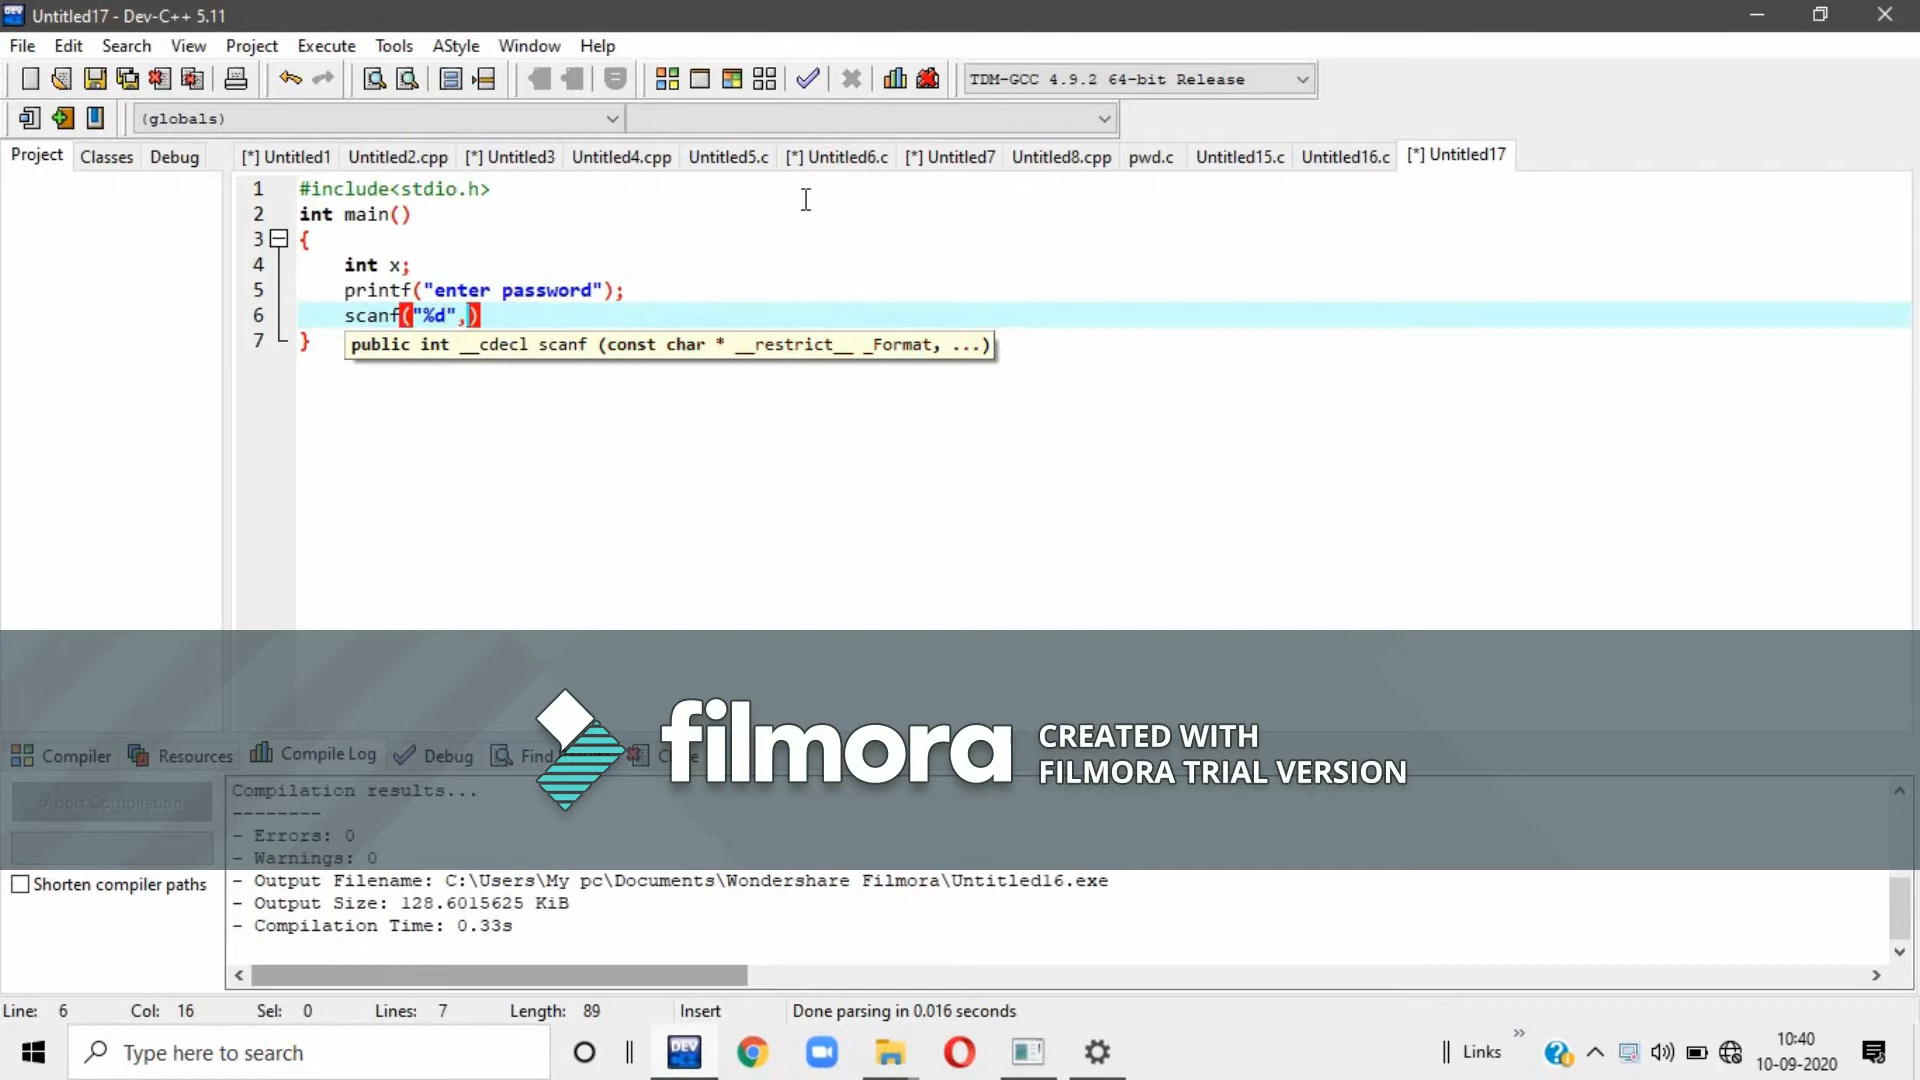 Untitled17 - Dev-C++ 5.11
File Edit Search View Project Execute Tools AStyle Window Help
TDM-GCC 4.9.2 64-bit Release
(globals)
Project Classes Debug [*] Untitled1 Untitled2.cpp [*] Untitled3 Untitled4.cpp Untitled5.c [*] Untitled6.c [*] Untitled7 Untitled8.cpp pwd.c Untitled15.c Untitled16.c [*] Untitled17
1 #include<stdio.h>
2 int main()
3 {
4 int x;
5 printf("enter password");
6 scanf("%d",)
7 }
public int __cdecl scanf (const char * __restrict__ _Format, ...)
filmora CREATED WITH
FILMORA TRIAL VERSION
Compiler Resources Compile Log Debug Find
Abort Compilation
Compilation results...
--------
- Errors: 0
- Warnings: 0
Shorten compiler paths
- Output Filename: C:\Users\My pc\Documents\Wondershare Filmora\Untitled16.exe
- Output Size: 128.6015625 KiB
- Compilation Time: 0.33s
Line: 6 Col: 16 Sel: 0 Lines: 7 Length: 89 Insert Done parsing in 0.016 seconds
Type here to search
DEV
Links
10:40
10-09-2020